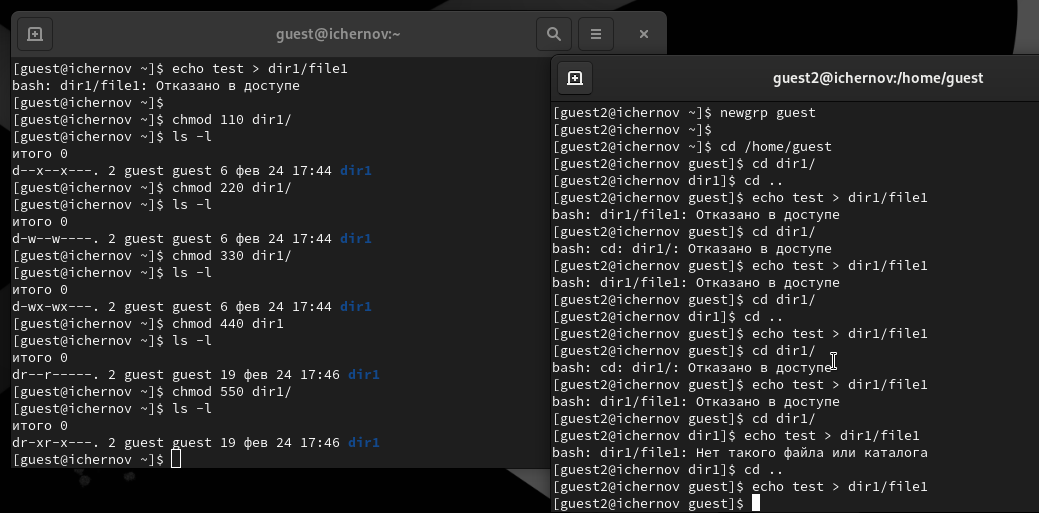 guest@ichernov:~
[guest@ichernov ~]$ echo test > dir1/file1
bash: dir1/file1: Отказано в доступе
[guest@ichernov ~]$
[guest@ichernov ~]$ chmod 110 dir1/
[guest@ichernov ~]$ ls -l
итого 0
d--x--x---. 2 guest guest 6 фев 24 17:44 dir1
[guest@ichernov ~]$ chmod 220 dir1/
[guest@ichernov ~]$ ls -l
итого 0
d-w--w----. 2 guest guest 6 фев 24 17:44 dir1
[guest@ichernov ~]$ chmod 330 dir1/
[guest@ichernov ~]$ ls -l
итого 0
d-wx-wx---. 2 guest guest 6 фев 24 17:44 dir1
[guest@ichernov ~]$ chmod 440 dir1
[guest@ichernov ~]$ ls -l
итого 0
dr--r-----. 2 guest guest 19 фев 24 17:46 dir1
[guest@ichernov ~]$ chmod 550 dir1/
[guest@ichernov ~]$ ls -l
итого 0
dr-xr-x---. 2 guest guest 19 фев 24 17:46 dir1
[guest@ichernov ~]$
guest2@ichernov:/home/guest
[guest2@ichernov ~]$ newgrp guest
[guest2@ichernov ~]$
[guest2@ichernov ~]$ cd /home/guest
[guest2@ichernov guest]$ cd dir1/
[guest2@ichernov dir1]$ cd ..
[guest2@ichernov guest]$ echo test > dir1/file1
bash: dir1/file1: Отказано в доступе
[guest2@ichernov guest]$ cd dir1/
bash: cd: dir1/: Отказано в доступе
[guest2@ichernov guest]$ echo test > dir1/file1
bash: dir1/file1: Отказано в доступе
[guest2@ichernov guest]$ cd dir1/
[guest2@ichernov dir1]$ cd ..
[guest2@ichernov guest]$ echo test > dir1/file1
[guest2@ichernov guest]$ cd dir1/
bash: cd: dir1/: Отказано в доступе
[guest2@ichernov guest]$ echo test > dir1/file1
bash: dir1/file1: Отказано в доступе
[guest2@ichernov guest]$ cd dir1/
[guest2@ichernov dir1]$ echo test > dir1/file1
bash: dir1/file1: Нет такого файла или каталога
[guest2@ichernov dir1]$ cd ..
[guest2@ichernov guest]$ echo test > dir1/file1
[guest2@ichernov guest]$